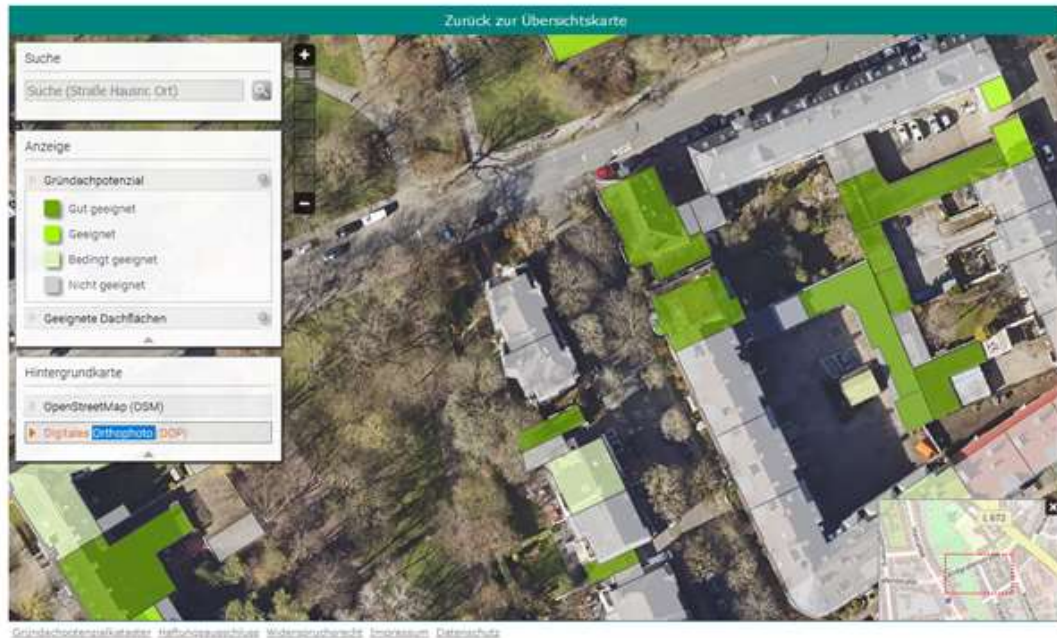 Zurück zur Übersichtskarte
Suche
Suche (Straße Hausnr. Ort)
Anzeige
Gründachpotenzial
Gut geeignet
Geeignet
Bedingt geeignet
Nicht geeignet
Geeignete Dachflächen
Hintergrundkarte
OpenStreetMap (OSM)
Digitales Orthophoto (DOP)
L 672
Gründachpotenzialkataster Haftungsausschluss Widerspruchsrecht Impressum Datenschutz